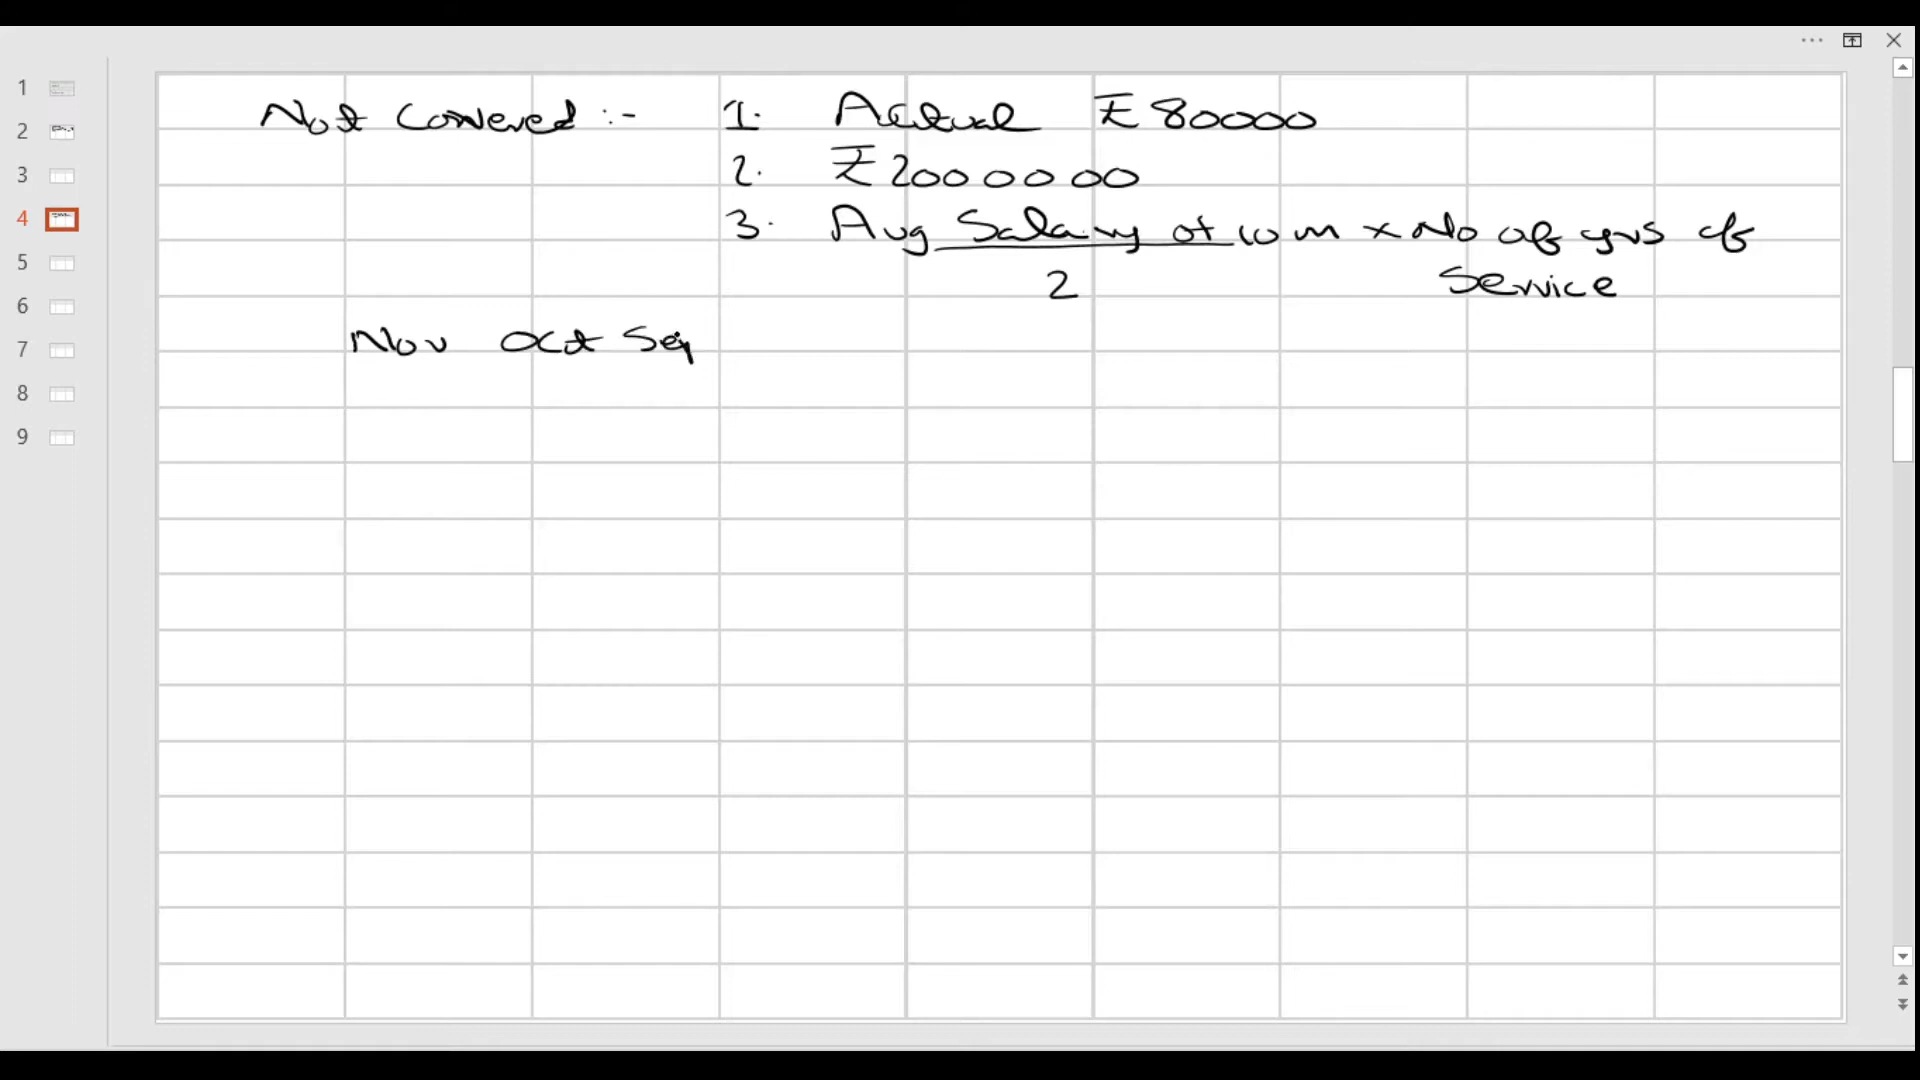 Not Covered :- 1. Actual ₹80000
2. ₹2000000
3. Avg Salary of 10 m x No of yrs of
2 Service
Nov Oct Sep
1
2
3
4
5
6
7
8
9